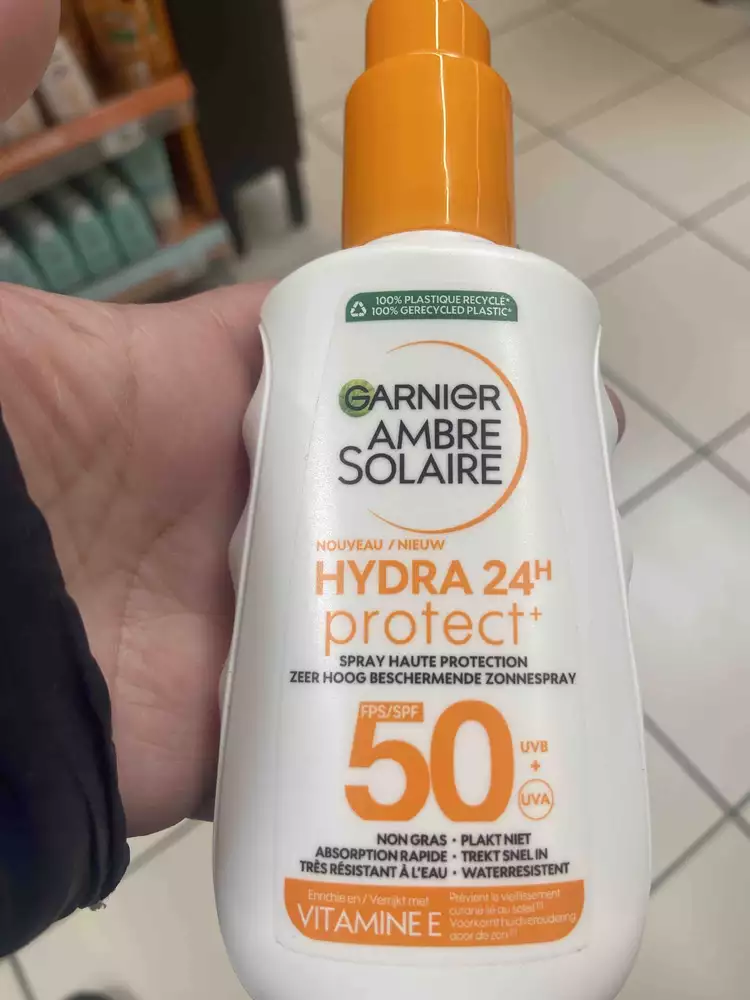 100% PLASTIQUE RECYCLÉ*
100% GERECYCLED PLASTIC*
GARNIER
AMBRE
SOLAIRE
NOUVEAU / NIEUW
HYDRA 24H
protect+
SPRAY HAUTE PROTECTION
ZEER HOOG BESCHERMENDE ZONNESPRAY
FPS/SPF
50
UVB
+
UVA
NON GRAS • PLAKT NIET
ABSORPTION RAPIDE • TREKT SNEL IN
TRÈS RÉSISTANT À L'EAU • WATERRESISTENT
Enrichie en / Verrijkt met
VITAMINE E
Prévient le vieillissement
cutané lié au soleil(1)
Voorkomt huidveroudering
door de zon(1)